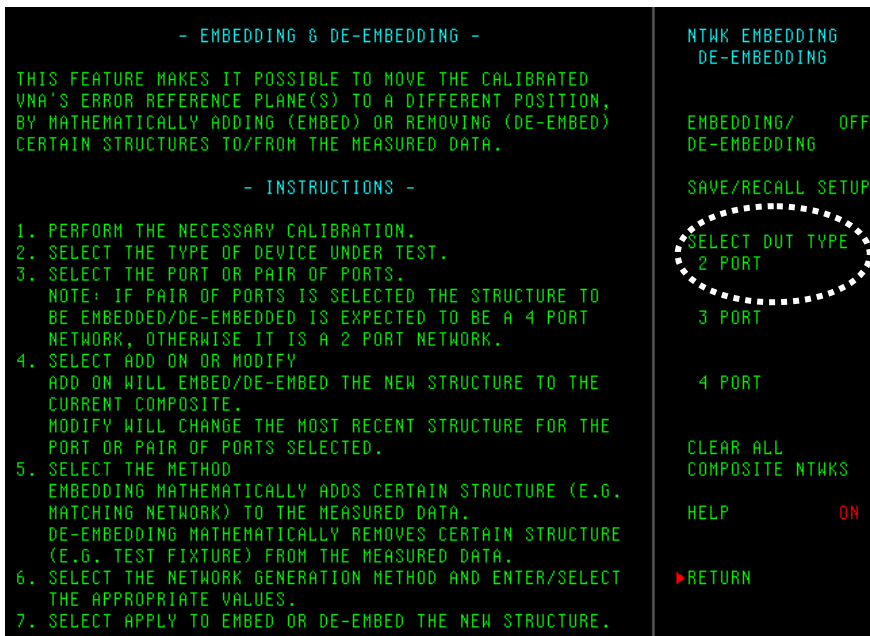 - EMBEDDING & DE-EMBEDDING -
THIS FEATURE MAKES IT POSSIBLE TO MOVE THE CALIBRATED
VNA'S ERROR REFERENCE PLANE(S) TO A DIFFERENT POSITION,
BY MATHEMATICALLY ADDING (EMBED) OR REMOVING (DE-EMBED)
CERTAIN STRUCTURES TO/FROM THE MEASURED DATA.
- INSTRUCTIONS -
1. PERFORM THE NECESSARY CALIBRATION.
2. SELECT THE TYPE OF DEVICE UNDER TEST.
3. SELECT THE PORT OR PAIR OF PORTS.
NOTE: IF PAIR OF PORTS IS SELECTED THE STRUCTURE TO
BE EMBEDDED/DE-EMBEDDED IS EXPECTED TO BE A 4 PORT
NETWORK, OTHERWISE IT IS A 2 PORT NETWORK.
4. SELECT ADD ON OR MODIFY
ADD ON WILL EMBED/DE-EMBED THE NEW STRUCTURE TO THE
CURRENT COMPOSITE.
MODIFY WILL CHANGE THE MOST RECENT STRUCTURE FOR THE
PORT OR PAIR OF PORTS SELECTED.
5. SELECT THE METHOD
EMBEDDING MATHEMATICALLY ADDS CERTAIN STRUCTURE (E.G.
MATCHING NETWORK) TO THE MEASURED DATA.
DE-EMBEDDING MATHEMATICALLY REMOVES CERTAIN STRUCTURE
(E.G. TEST FIXTURE) FROM THE MEASURED DATA.
6. SELECT THE NETWORK GENERATION METHOD AND ENTER/SELECT
THE APPROPRIATE VALUES.
7. SELECT APPLY TO EMBED OR DE-EMBED THE NEW STRUCTURE.
NTWK EMBEDDING
DE-EMBEDDING
EMBEDDING/ OFF
DE-EMBEDDING
SAVE/RECALL SETUP
SELECT DUT TYPE
2 PORT
3 PORT
4 PORT
CLEAR ALL
COMPOSITE NTWKS
HELP ON
RETURN